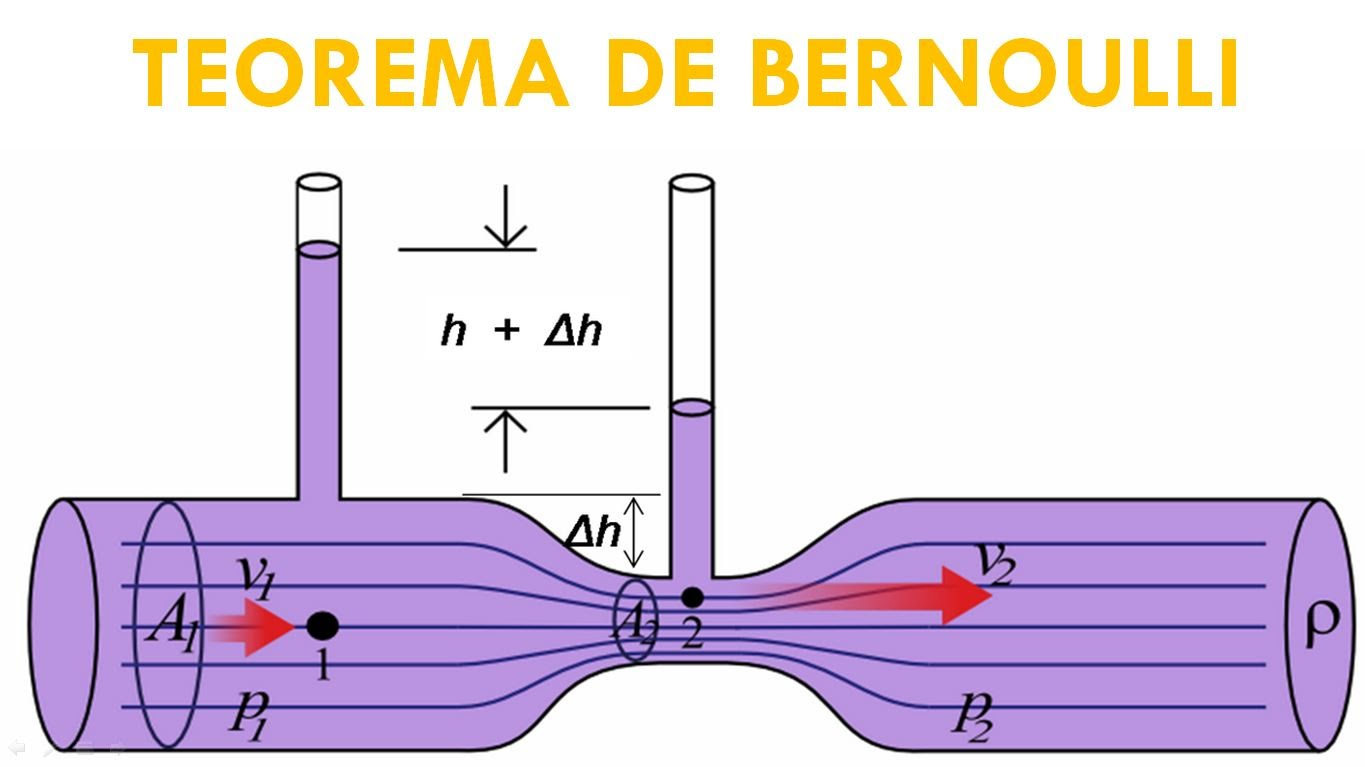 TEOREMA DE BERNOULLI
h + Δh
Δh
v₁
v₂
A₁
A₂
1
2
ρ
p₁
p₂